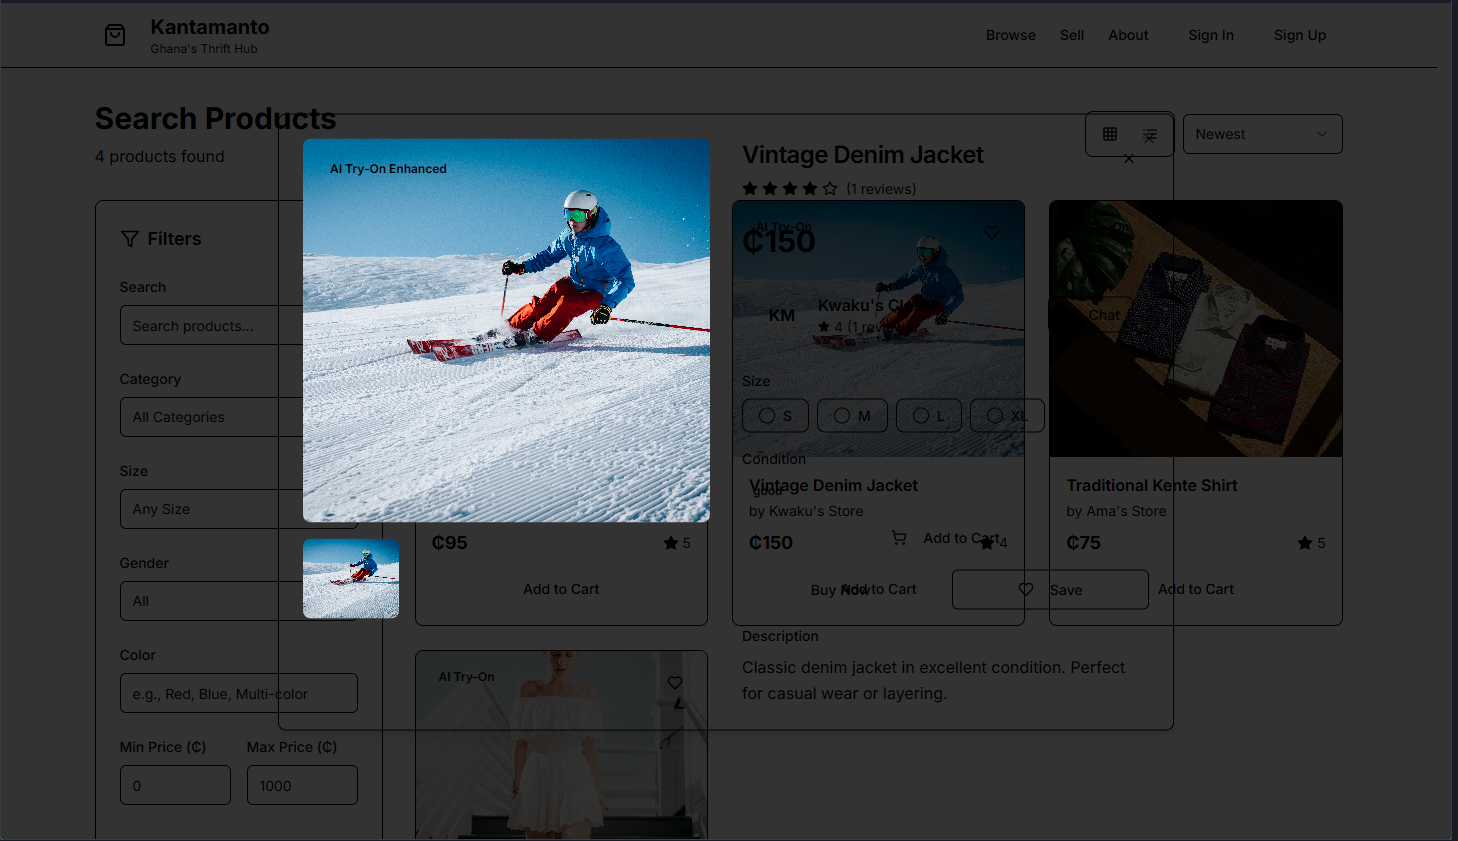 Kantamanto
Ghana's Thrift Hub
Browse
Sell
About
Sign In
Sign Up
Search Products
4 products found
Newest
Filters
Search
Search products...
Category
All Categories
Size
Any Size
Gender
All
Color
e.g., Red, Blue, Multi-color
Min Price (₵)
Max Price (₵)
0
1000
AI Try-On Enhanced
Vintage Denim Jacket
(1 reviews)
₵150
KM
Kwaku's
4 (1
Chat
Size
S
M
L
XL
Condition
good
Add to Cart
Buy Now
Save
Description
Classic denim jacket in excellent condition. Perfect
for casual wear or layering.
₵95
5
Add to Cart
AI Try-On
Vintage Denim Jacket
by Kwaku's Store
₵150
4
Add to Cart
Traditional Kente Shirt
by Ama's Store
₵75
5
Add to Cart
AI Try-On